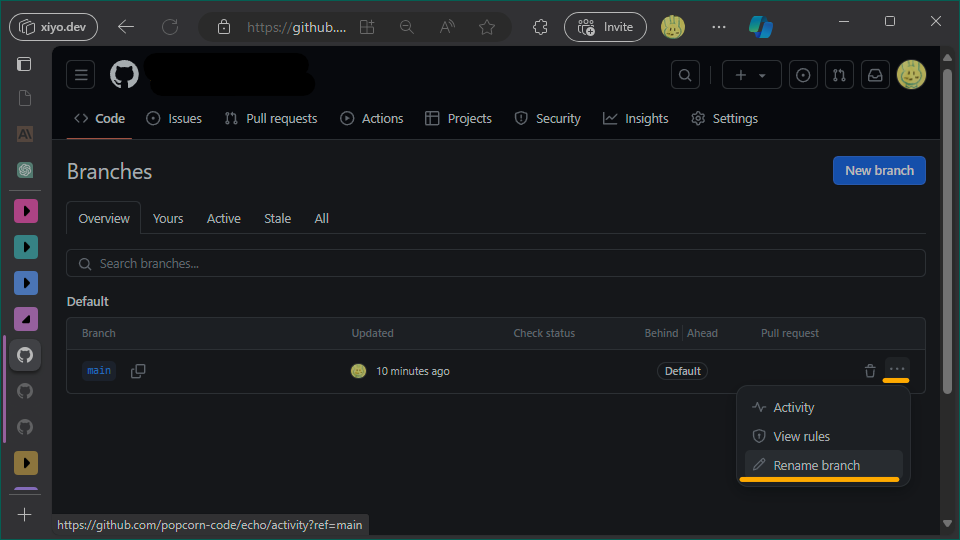 xiyo.dev
https://github....
Invite
Code
Issues
Pull requests
Actions
Projects
Security
Insights
Settings
Branches
New branch
Overview
Yours
Active
Stale
All
Search branches...
Default
Branch
Updated
Check status
Behind
Ahead
Pull request
main
10 minutes ago
Default
Activity
View rules
Rename branch
https://github.com/popcorn-code/echo/activity?ref=main